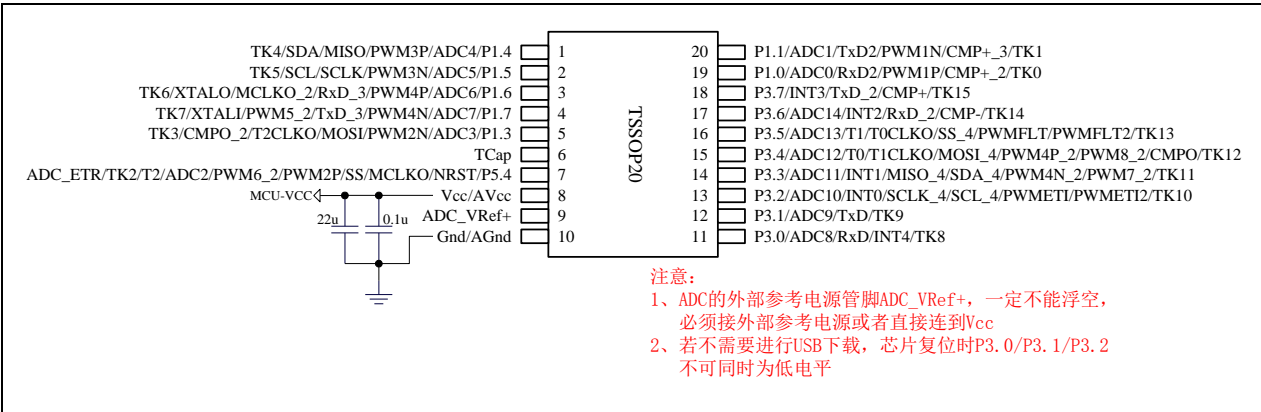 TK4/SDA/MISO/PWM3P/ADC4/P1.4 1 20 P1.1/ADC1/TxD2/PWM1N/CMP+_3/TK1
TK5/SCL/SCLK/PWM3N/ADC5/P1.5 2 19 P1.0/ADC0/RxD2/PWM1P/CMP+_2/TK0
TK6/XTALO/MCLKO_2/RxD_3/PWM4P/ADC6/P1.6 3 18 P3.7/INT3/TxD_2/CMP+/TK15
TK7/XTALI/PWM5_2/TxD_3/PWM4N/ADC7/P1.7 4 17 P3.6/ADC14/INT2/RxD_2/CMP-/TK14
TK3/CMPO_2/T2CLKO/MOSI/PWM2N/ADC3/P1.3 5 16 P3.5/ADC13/T1/T0CLKO/SS_4/PWMFLT/PWMFLT2/TK13
TCap 6 15 P3.4/ADC12/T0/T1CLKO/MOSI_4/PWM4P_2/PWM8_2/CMPO/TK12
ADC_ETR/TK2/T2/ADC2/PWM6_2/PWM2P/SS/MCLKO/NRST/P5.4 7 14 P3.3/ADC11/INT1/MISO_4/SDA_4/PWM4N_2/PWM7_2/TK11
MCU-VCC Vcc/AVcc 8 13 P3.2/ADC10/INT0/SCLK_4/SCL_4/PWMETI/PWMETI2/TK10
22u 0.1u ADC_VRef+ 9 12 P3.1/ADC9/TxD/TK9
Gnd/AGnd 10 11 P3.0/ADC8/RxD/INT4/TK8
TSSOP20
注意：
1、ADC的外部参考电源管脚ADC_VRef+，一定不能浮空，
必须接外部参考电源或者直接连到Vcc
2、若不需要进行USB下载，芯片复位时P3.0/P3.1/P3.2
不可同时为低电平